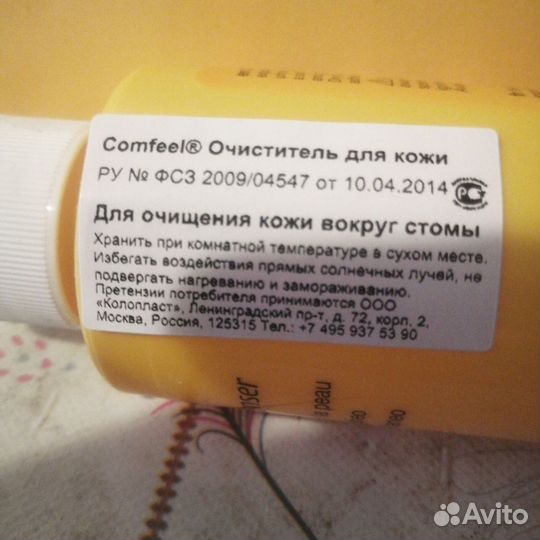 Comfeel® Очиститель для кожи
РУ № ФСЗ 2009/04547 от 10.04.2014
Для очищения кожи вокруг стомы
Хранить при комнатной температуре в сухом месте.
Избегать воздействия прямых солнечных лучей, не
подвергать нагреванию и замораживанию.
Претензии потребителя принимаются ООО
«Колопласт», Ленинградский пр-т, д. 72, корп. 2,
Москва, Россия, 125315 Тел.: +7 495 937 53 90
peau
Avito